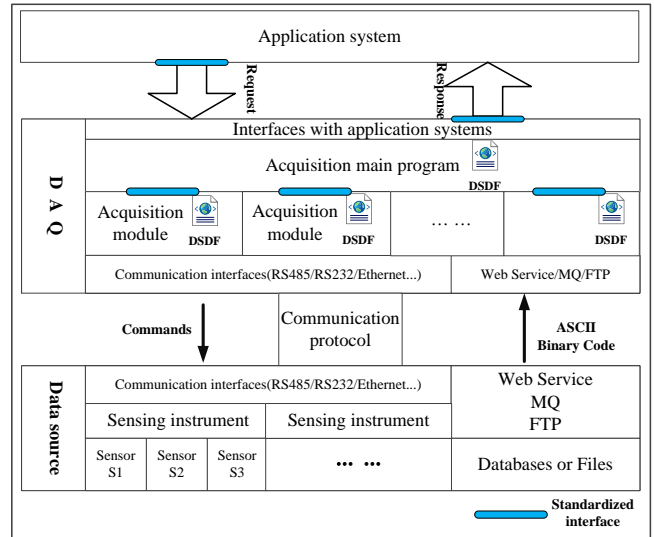 Application system
Request
Response
Interfaces with application systems
Acquisition main program
DSDF
D A Q
Acquisition
module
DSDF
Acquisition
module
DSDF
... ...
DSDF
Communication interfaces(RS485/RS232/Ethernet...)
Web Service/MQ/FTP
Commands
Communication
protocol
ASCII
Binary Code
Data source
Communication interfaces(RS485/RS232/Ethernet...)
Web Service
MQ
FTP
Sensing instrument
Sensing instrument
Sensor
S1
Sensor
S2
Sensor
S3
... ...
Databases or Files
Standardized
interface